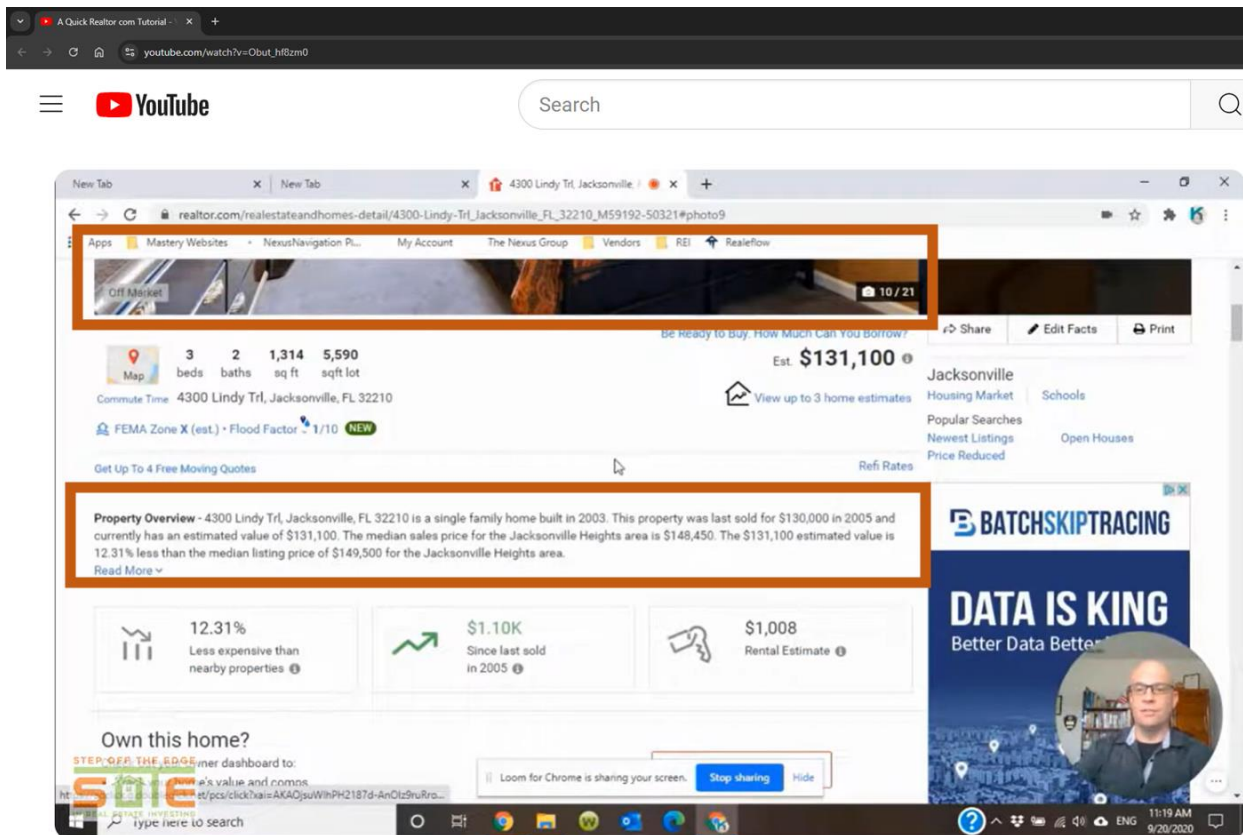 A Quick Realtor com Tutorial -
youtube.com/watch?v=Obut_hf8zm0
YouTube
Search
New Tab
New Tab
4300 Lindy Trl, Jacksonville, /
realtor.com/realestateandhomes-detail/4300-Lindy-Trl_Jacksonville_FL_32210_M59192-50321#photo9
Apps Mastery Websites NexusNavigation Pi... My Account The Nexus Group Vendors REI Realeflow
Off Market
10 / 21
Be Ready to Buy. How Much Can You Borrow?
Share Edit Facts Print
Map
3 beds
2 baths
1,314 sq ft
5,590 sqft lot
Est. $131,100
Commute Time 4300 Lindy Trl, Jacksonville, FL 32210
View up to 3 home estimates
FEMA Zone X (est.) • Flood Factor 1/10 NEW
Get Up To 4 Free Moving Quotes
Refi Rates
Jacksonville
Housing Market Schools
Popular Searches
Newest Listings Open Houses
Price Reduced
Property Overview - 4300 Lindy Trl, Jacksonville, FL 32210 is a single family home built in 2003. This property was last sold for $130,000 in 2005 and
currently has an estimated value of $131,100. The median sales price for the Jacksonville Heights area is $148,450. The $131,100 estimated value is
12.31% less than the median listing price of $149,500 for the Jacksonville Heights area.
Read More
12.31%
Less expensive than
nearby properties
$1.10K
Since last sold
in 2005
$1,008
Rental Estimate
BATCHSKIPTRACING
DATA IS KING
Better Data Better
Own this home?
STEP OFF THE EDGE
SOTE
REAL ESTATE INVESTING
owner dashboard to:
home's value and comps
Loom for Chrome is sharing your screen. Stop sharing Hide
Type here to search
ENG
11:19 AM
9/20/2020